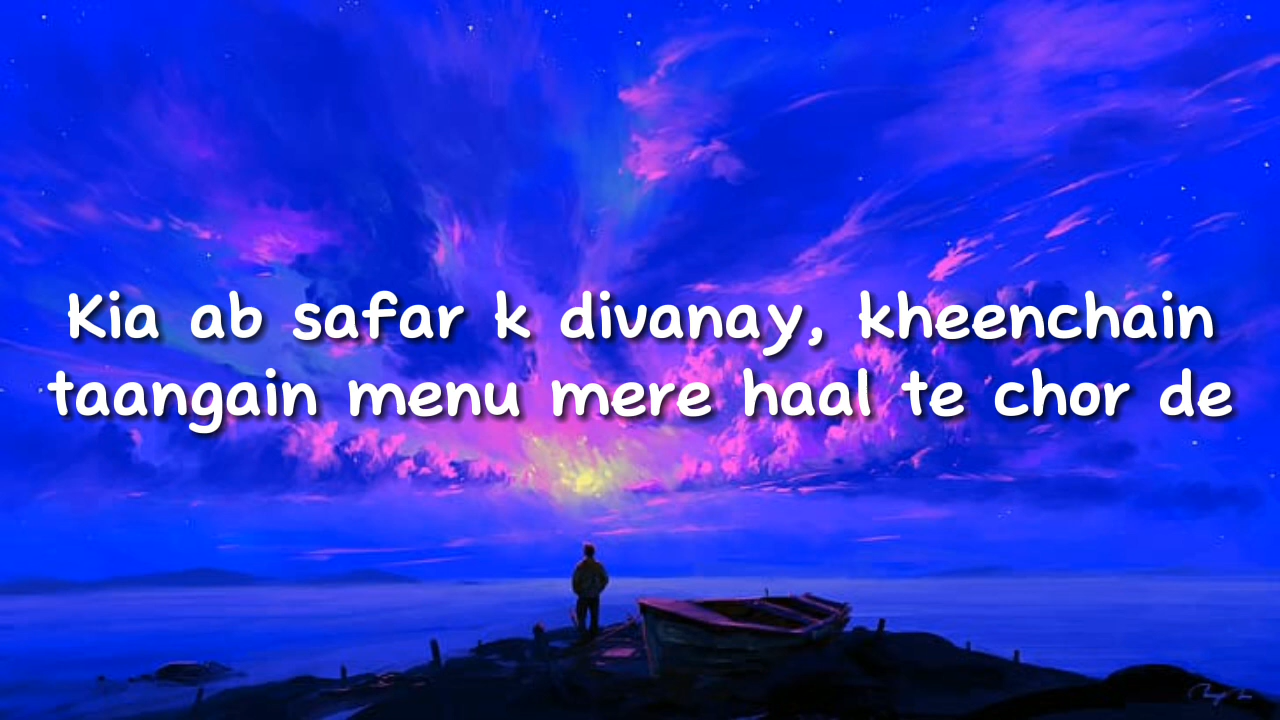 Kia ab safar k divanay, kheenchain
taangain menu mere haal te chor de